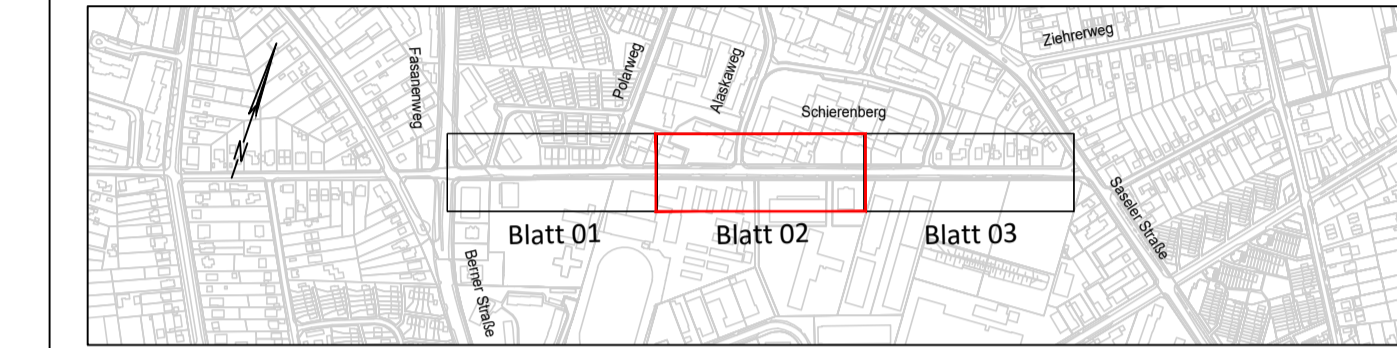 Ziehrerweg
Fasanenweg
Polarweg
Alaskaweg
Schierenberg
N
Saseler Straße
Blatt 01
Blatt 02
Blatt 03
Berner Straße